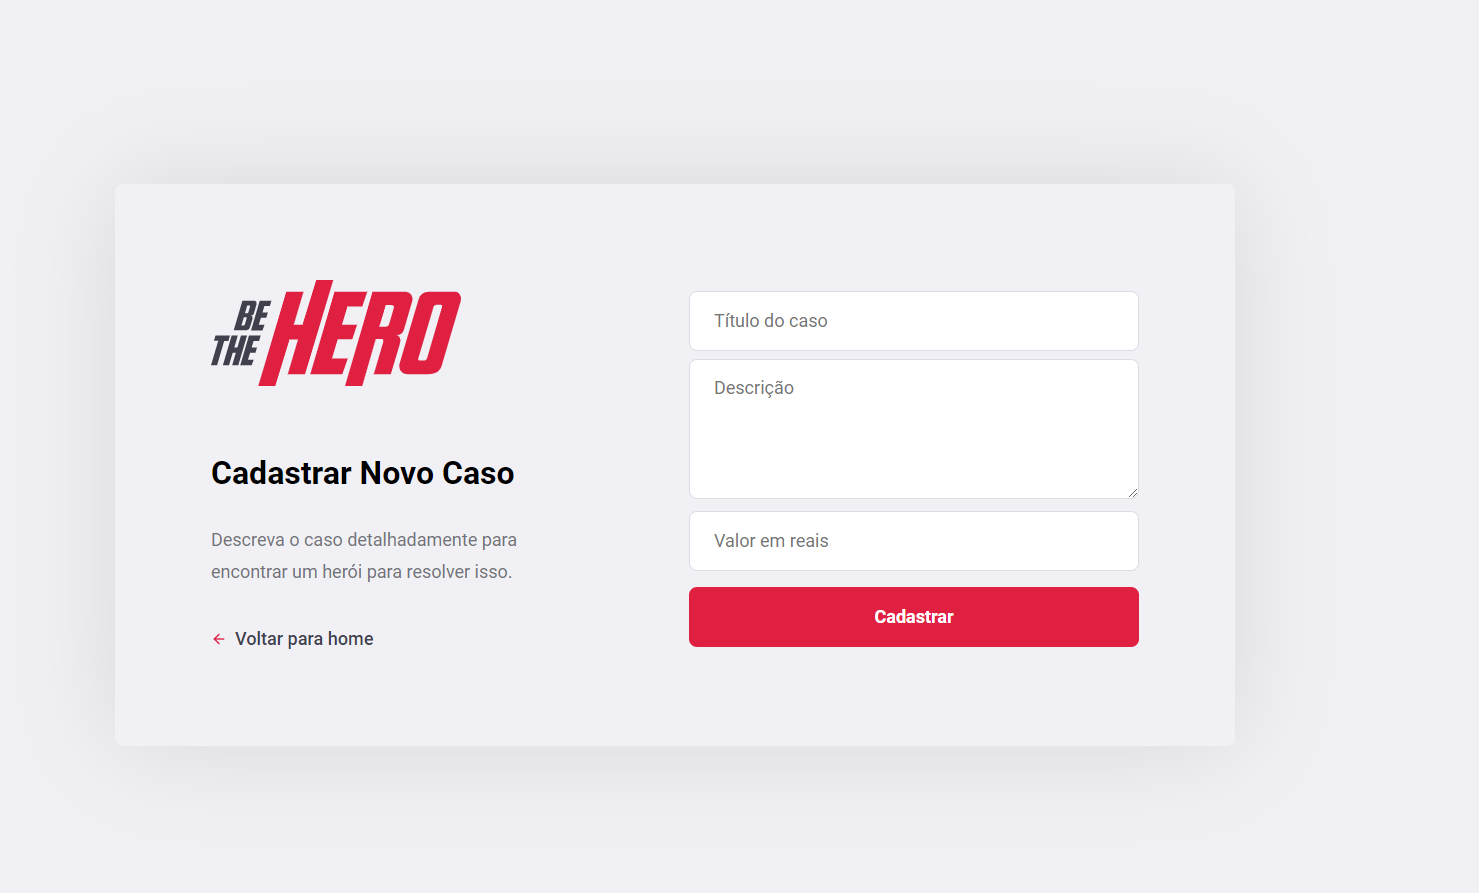 BE
THE HERO
Cadastrar Novo Caso
Descreva o caso detalhadamente para
encontrar um herói para resolver isso.
Voltar para home
Título do caso
Descrição
Valor em reais
Cadastrar